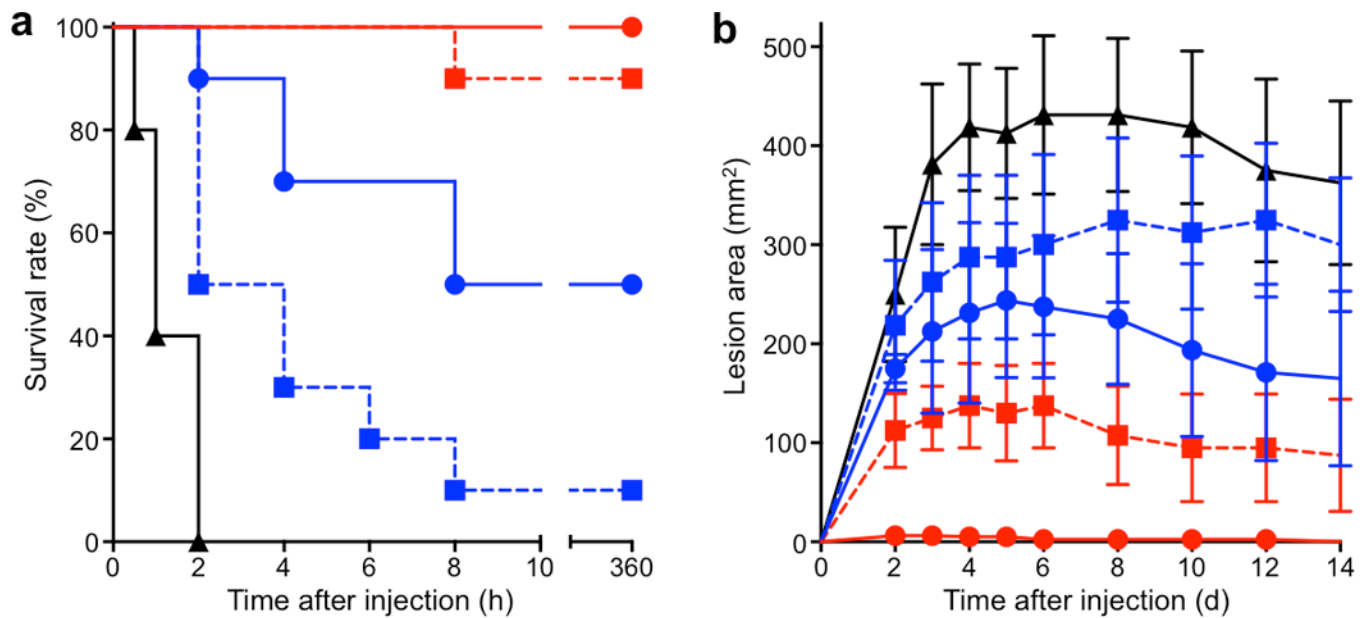 a
Survival rate (%)
100
80
60
40
20
0
0 2 4 6 8 10 360
Time after injection (h)
b
Lesion area (mm²)
500
400
300
200
100
0
0 2 4 6 8 10 12 14
Time after injection (d)